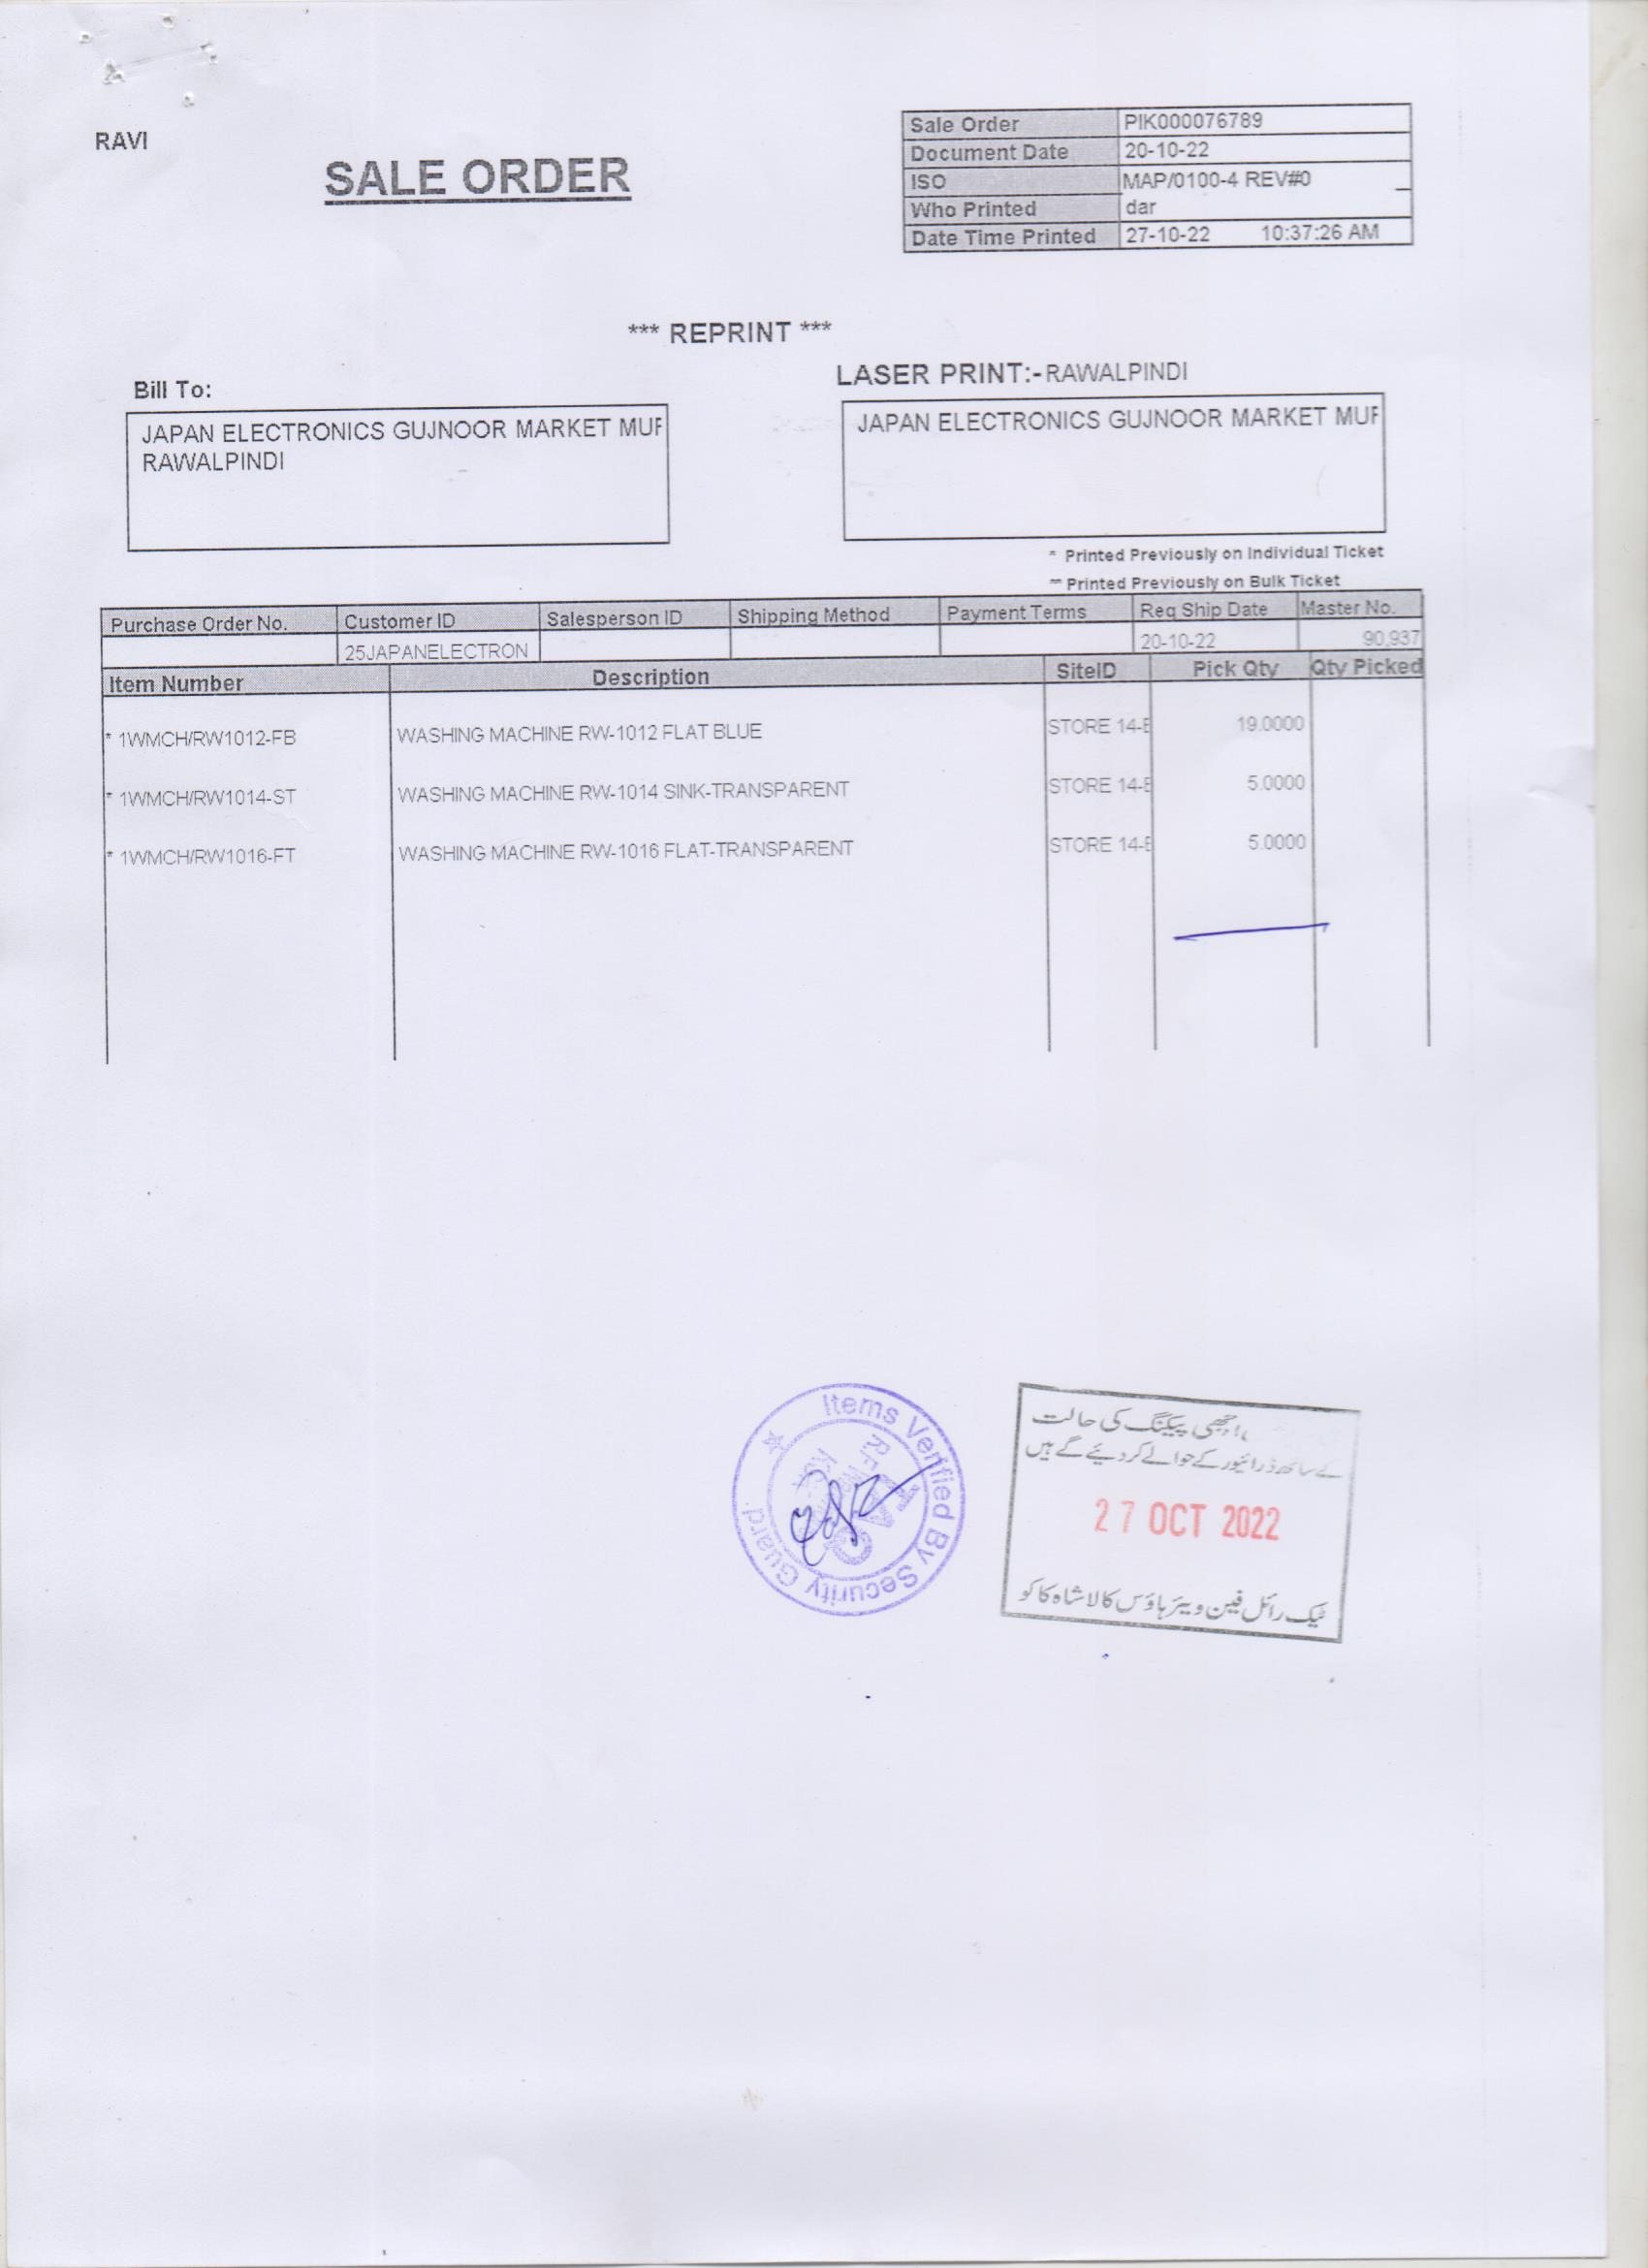 RAVI
SALE ORDER
Sale Order PIK000076789
Document Date 20-10-22
ISO MAP/0100-4 REV#0
Who Printed dar
Date Time Printed 27-10-22 10:37:26 AM
*** REPRINT ***
Bill To:
LASER PRINT:- RAWALPINDI
JAPAN ELECTRONICS GUJNOOR MARKET MUR
RAWALPINDI
JAPAN ELECTRONICS GUJNOOR MARKET MUR
* Printed Previously on Individual Ticket
** Printed Previously on Bulk Ticket
Purchase Order No. Customer ID Salesperson ID Shipping Method Payment Terms Req Ship Date Master No.
25JAPANELECTRON 20-10-22 90,937
Item Number Description SiteID Pick Qty Qty Picked
* 1WMCH/RW1012-FB WASHING MACHINE RW-1012 FLAT BLUE STORE 14-E 19.0000
* 1WMCH/RW1014-ST WASHING MACHINE RW-1014 SINK-TRANSPARENT STORE 14-E 5.0000
* 1WMCH/RW1016-FT WASHING MACHINE RW-1016 FLAT-TRANSPARENT STORE 14-E 5.0000
Items Verified By Security Guard
اچھی پیکنگ کی حالت
کے ساتھ ڈرائیور کے حوالے کر دیئے گے ہیں
27 OCT 2022
ٹیک رائل فین ویئر ہاؤس کالا شاہ کاکو